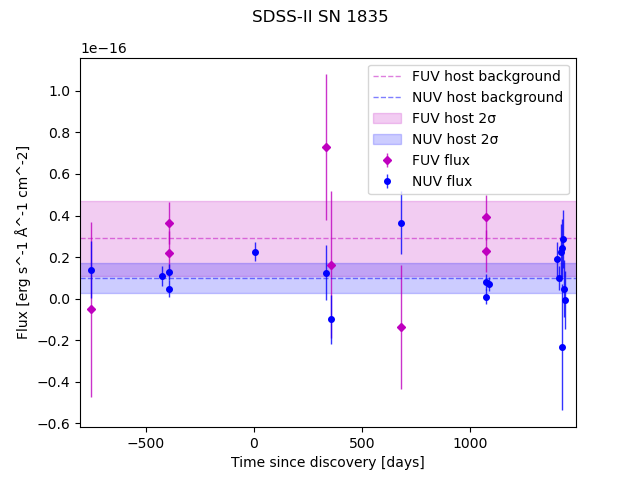 SDSS-II SN 1835
1e−16
FUV host background
NUV host background
FUV host 2σ
NUV host 2σ
FUV flux
NUV flux
1.0
0.8
0.6
0.4
0.2
0.0
−0.2
−0.4
−0.6
Flux [erg s^-1 Å^-1 cm^-2]
−500
0
500
1000
Time since discovery [days]